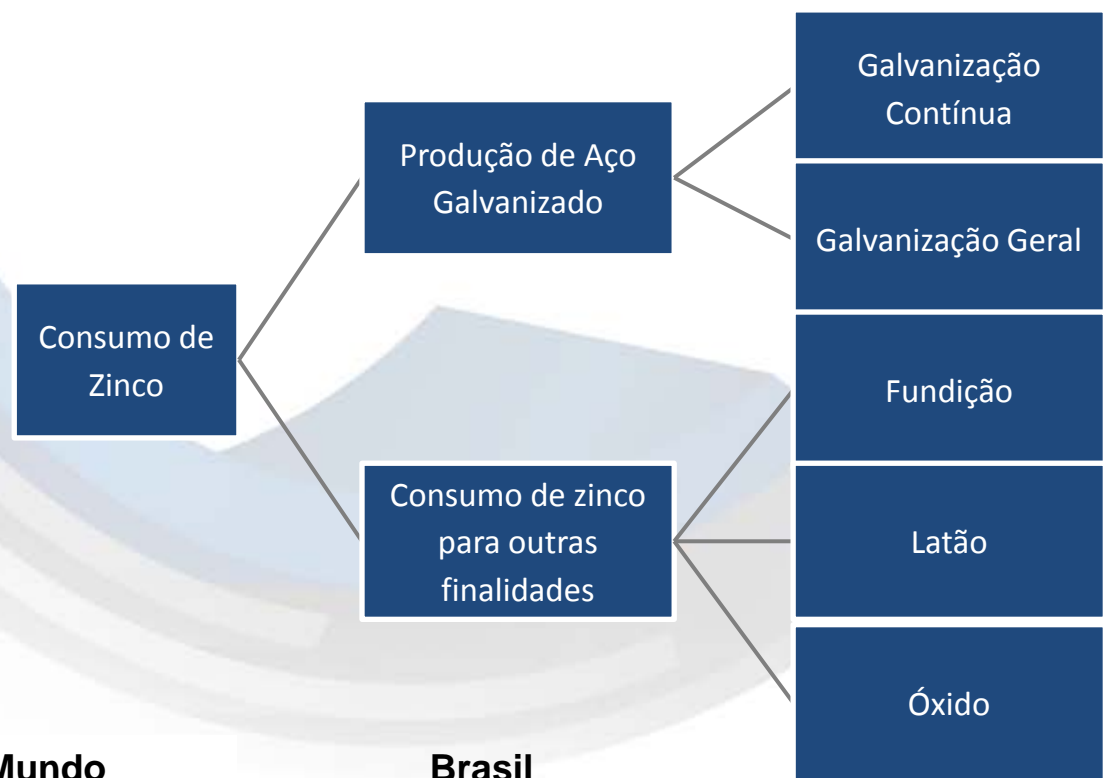 Consumo de
Zinco
Produção de Aço
Galvanizado
Consumo de zinco
para outras
finalidades
Galvanização
Contínua
Galvanização Geral
Fundição
Latão
Óxido
Mundo
Brasil